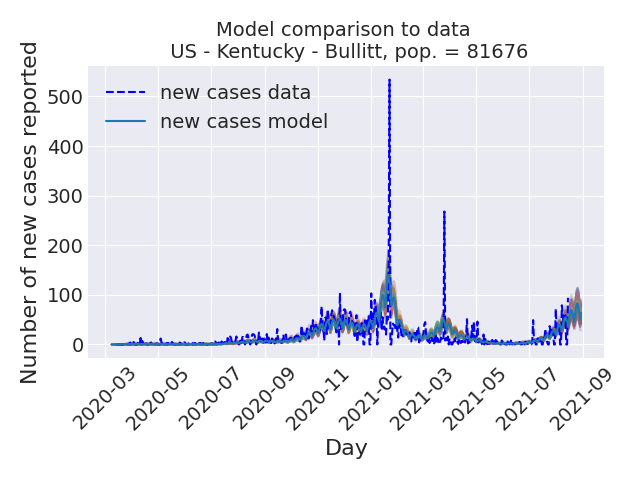 Model comparison to data
US - Kentucky - Bullitt, pop. = 81676
new cases data
new cases model
Number of new cases reported
500
400
300
200
100
0
2020-03
2020-05
2020-07
2020-09
2020-11
2021-01
2021-03
2021-05
2021-07
2021-09
Day